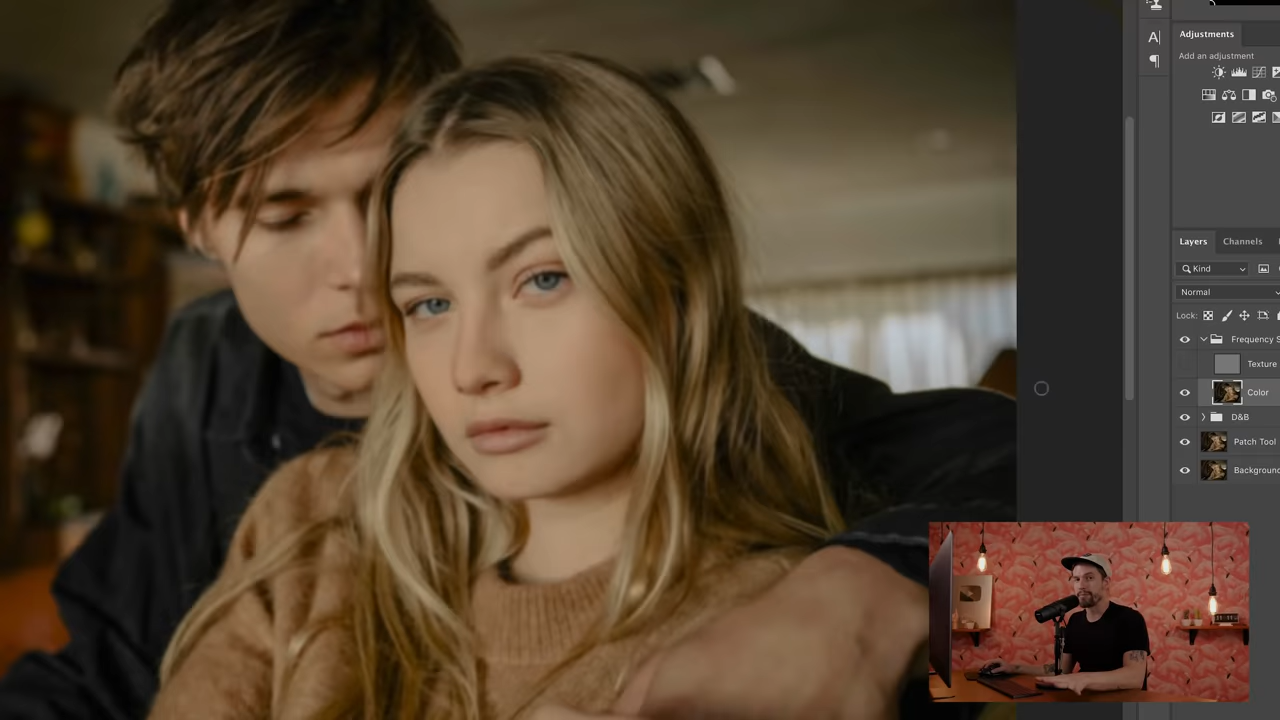 Adjustments
Add an adjustment
Layers Channels
Kind
Normal
Lock:
Frequency S
Texture
Color
D&B
Patch Tool
Background